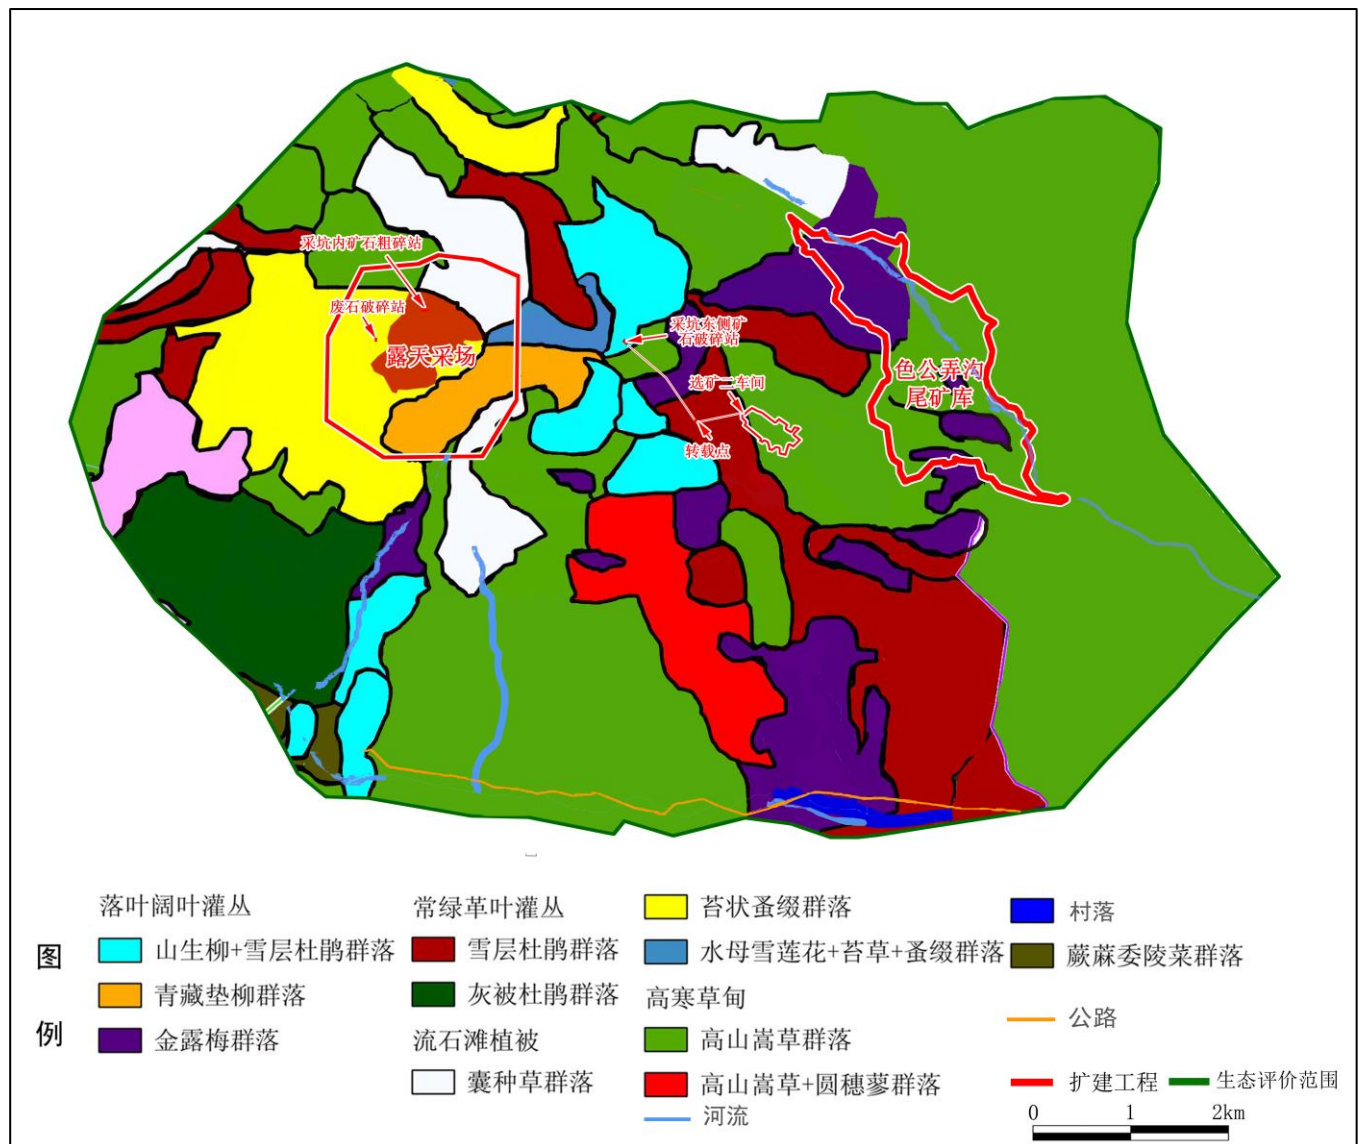 采坑内矿石粗碎站
废石破碎站
露天采场
采坑东侧矿
石破碎站
选矿二车间
转载点
色公弄沟
尾矿库
图
例
落叶阔叶灌丛
山生柳+雪层杜鹃群落
青藏垫柳群落
金露梅群落
常绿革叶灌丛
雪层杜鹃群落
灰被杜鹃群落
流石滩植被
囊种草群落
苔状蚤缀群落
水母雪莲花+苔草+蚤缀群落
高寒草甸
高山嵩草群落
高山嵩草+圆穗蓼群落
河流
村落
蕨麻委陵菜群落
公路
扩建工程
生态评价范围
0 1 2km